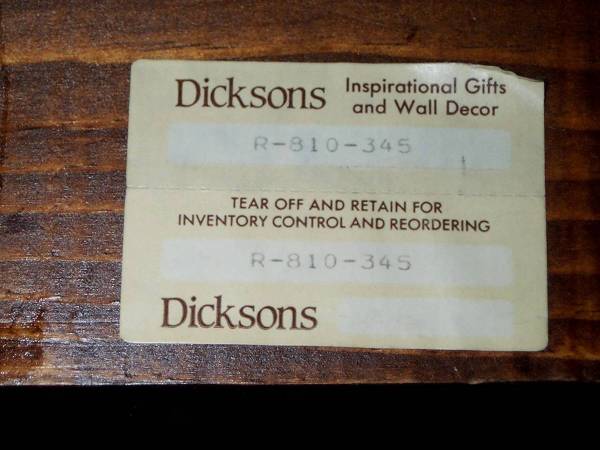 Dicksons
Inspirational Gifts
and Wall Decor
R-810-345
TEAR OFF AND RETAIN FOR
INVENTORY CONTROL AND REORDERING
R-810-345
Dicksons